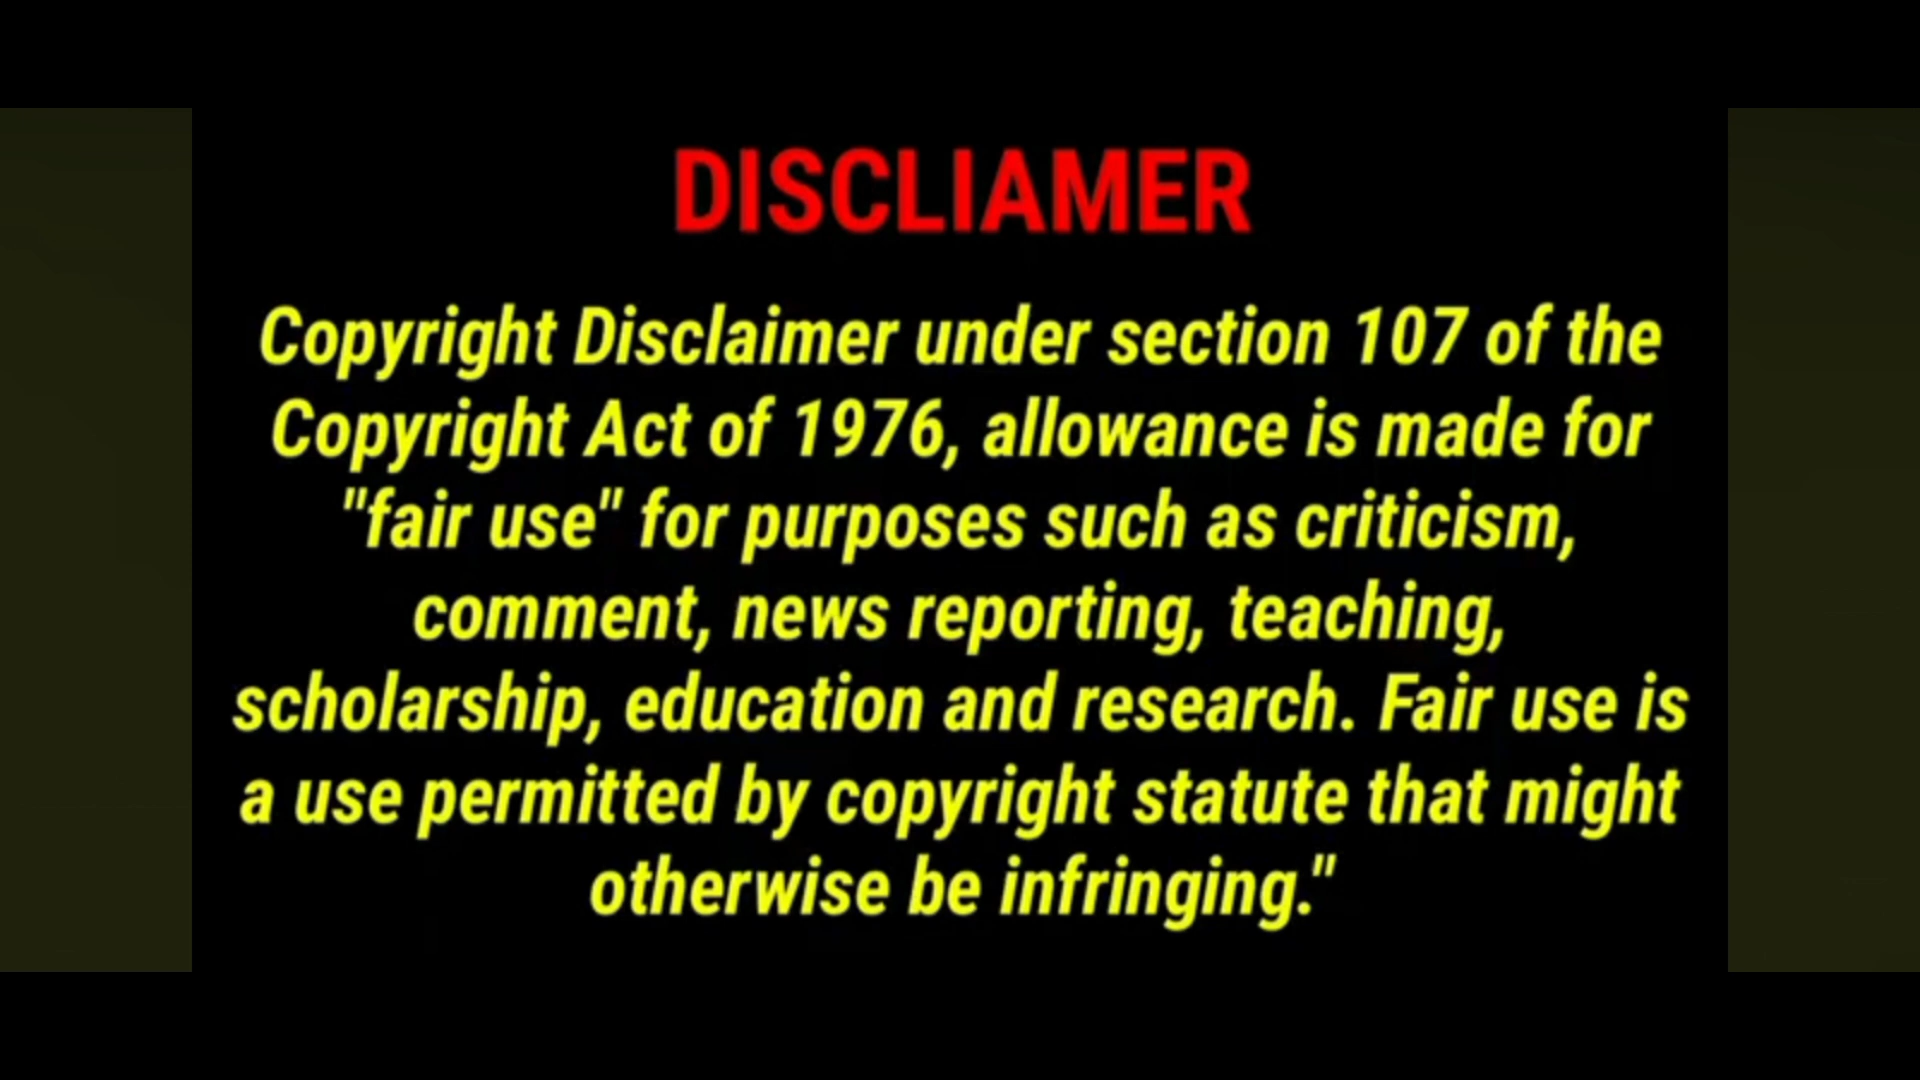 DISCLIAMER
Copyright Disclaimer under section 107 of the
Copyright Act of 1976, allowance is made for
"fair use" for purposes such as criticism,
comment, news reporting, teaching,
scholarship, education and research. Fair use is
a use permitted by copyright statute that might
otherwise be infringing."